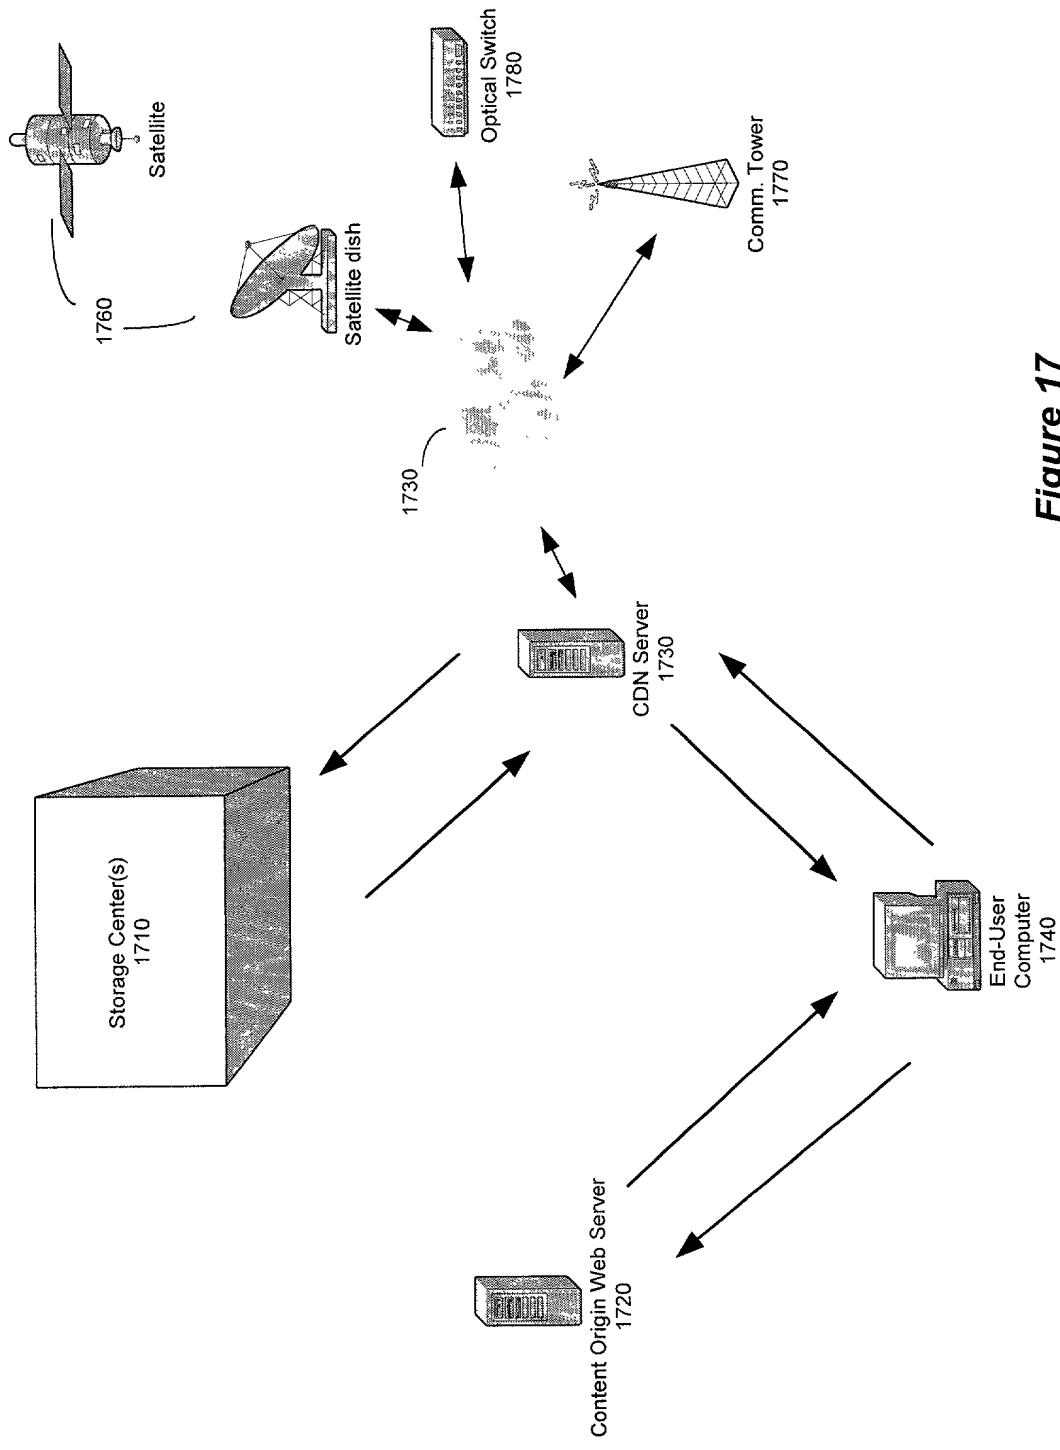 Storage Center(s)
1710
Content Origin Web Server
1720
CDN Server
1730
End-User
Computer
1740
1730
1760
Satellite dish
Satellite
Optical Switch
1780
Comm. Tower
1770
Figure 17